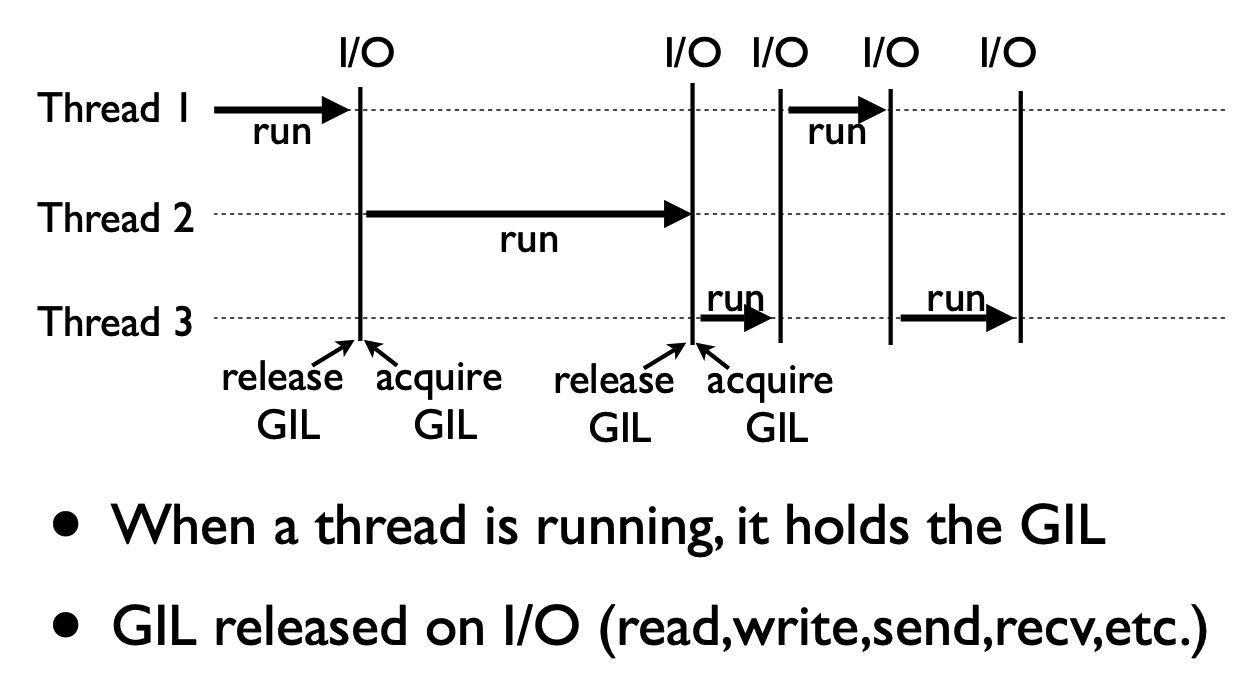 I/O I/O I/O I/O I/O
Thread 1
run run
Thread 2
run
run run
Thread 3
release acquire release acquire
GIL GIL GIL GIL
• When a thread is running, it holds the GIL
• GIL released on I/O (read,write,send,recv,etc.)